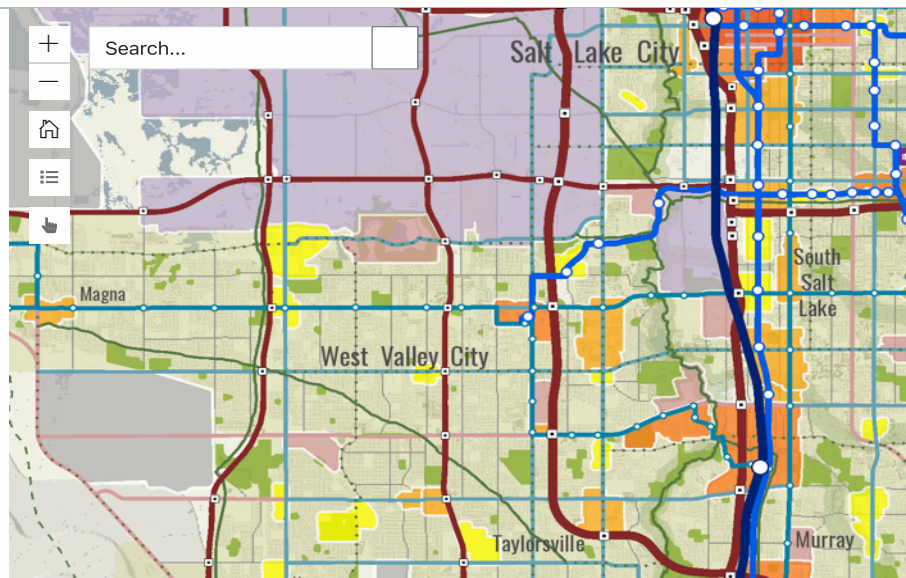 Search...
Salt Lake City
South
Salt
Lake
Magna
West Valley City
Taylorsville
Murray